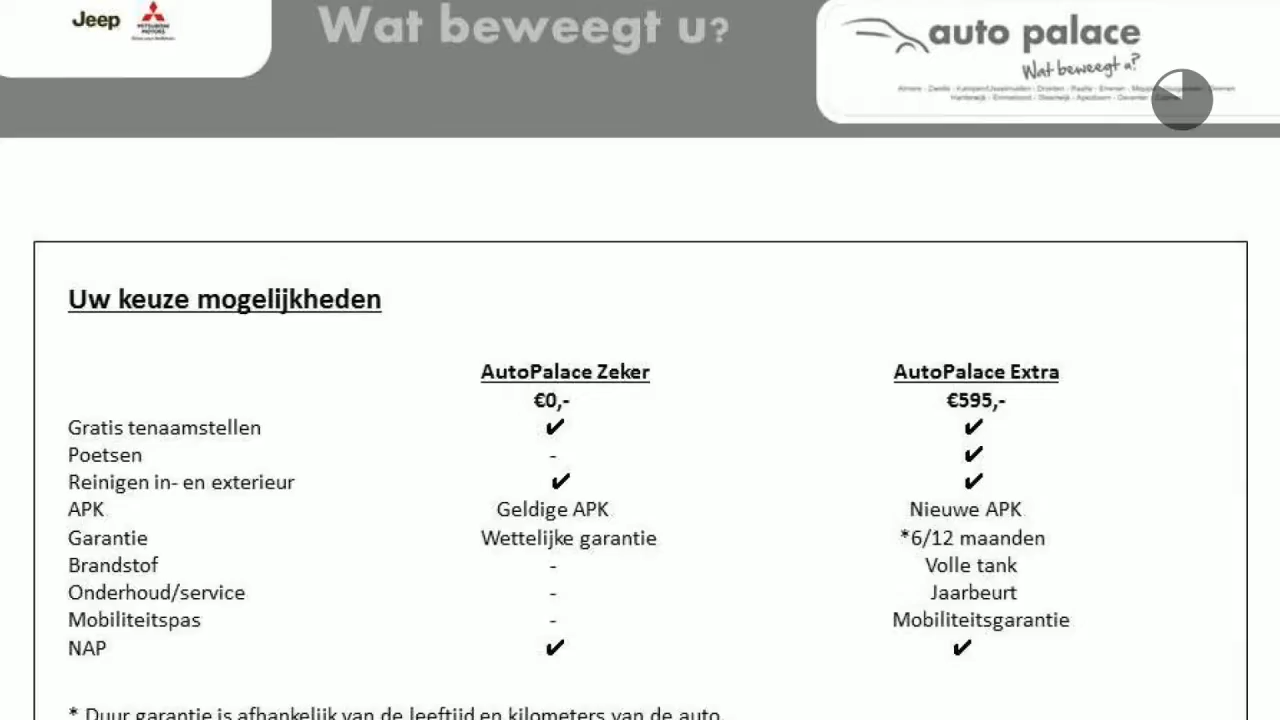 Jeep
MITSUBISHI
MOTORS
Wat beweegt u?
auto palace
Wat beweegt u?
Uw keuze mogelijkheden
AutoPalace Zeker AutoPalace Extra
€0,- €595,-
Gratis tenaamstellen ✔ ✔
Poetsen - ✔
Reinigen in- en exterieur ✔ ✔
APK Geldige APK Nieuwe APK
Garantie Wettelijke garantie *6/12 maanden
Brandstof - Volle tank
Onderhoud/service - Jaarbeurt
Mobiliteitspas - Mobiliteitsgarantie
NAP ✔ ✔
* Duur garantie is afhankelijk van de leeftijd en kilometers van de auto.